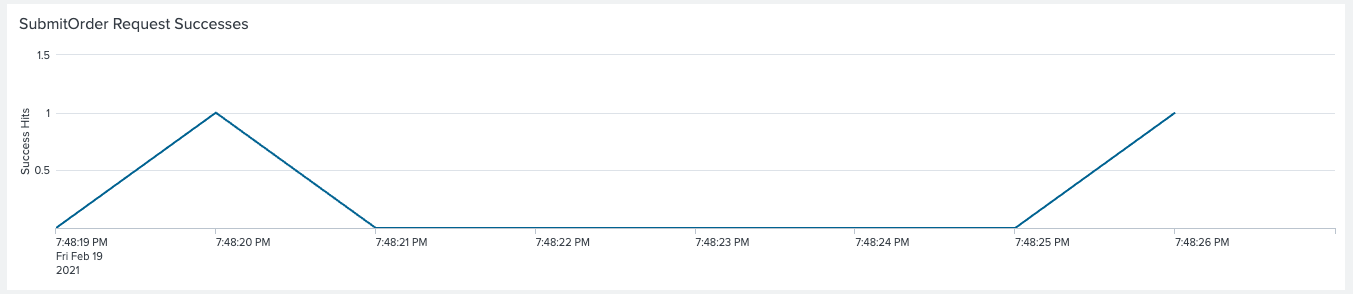 SubmitOrder Request Successes
1.5
1
0.5
Success Hits
7:48:19 PM 7:48:20 PM 7:48:21 PM 7:48:22 PM 7:48:23 PM 7:48:24 PM 7:48:25 PM 7:48:26 PM
Fri Feb 19
2021